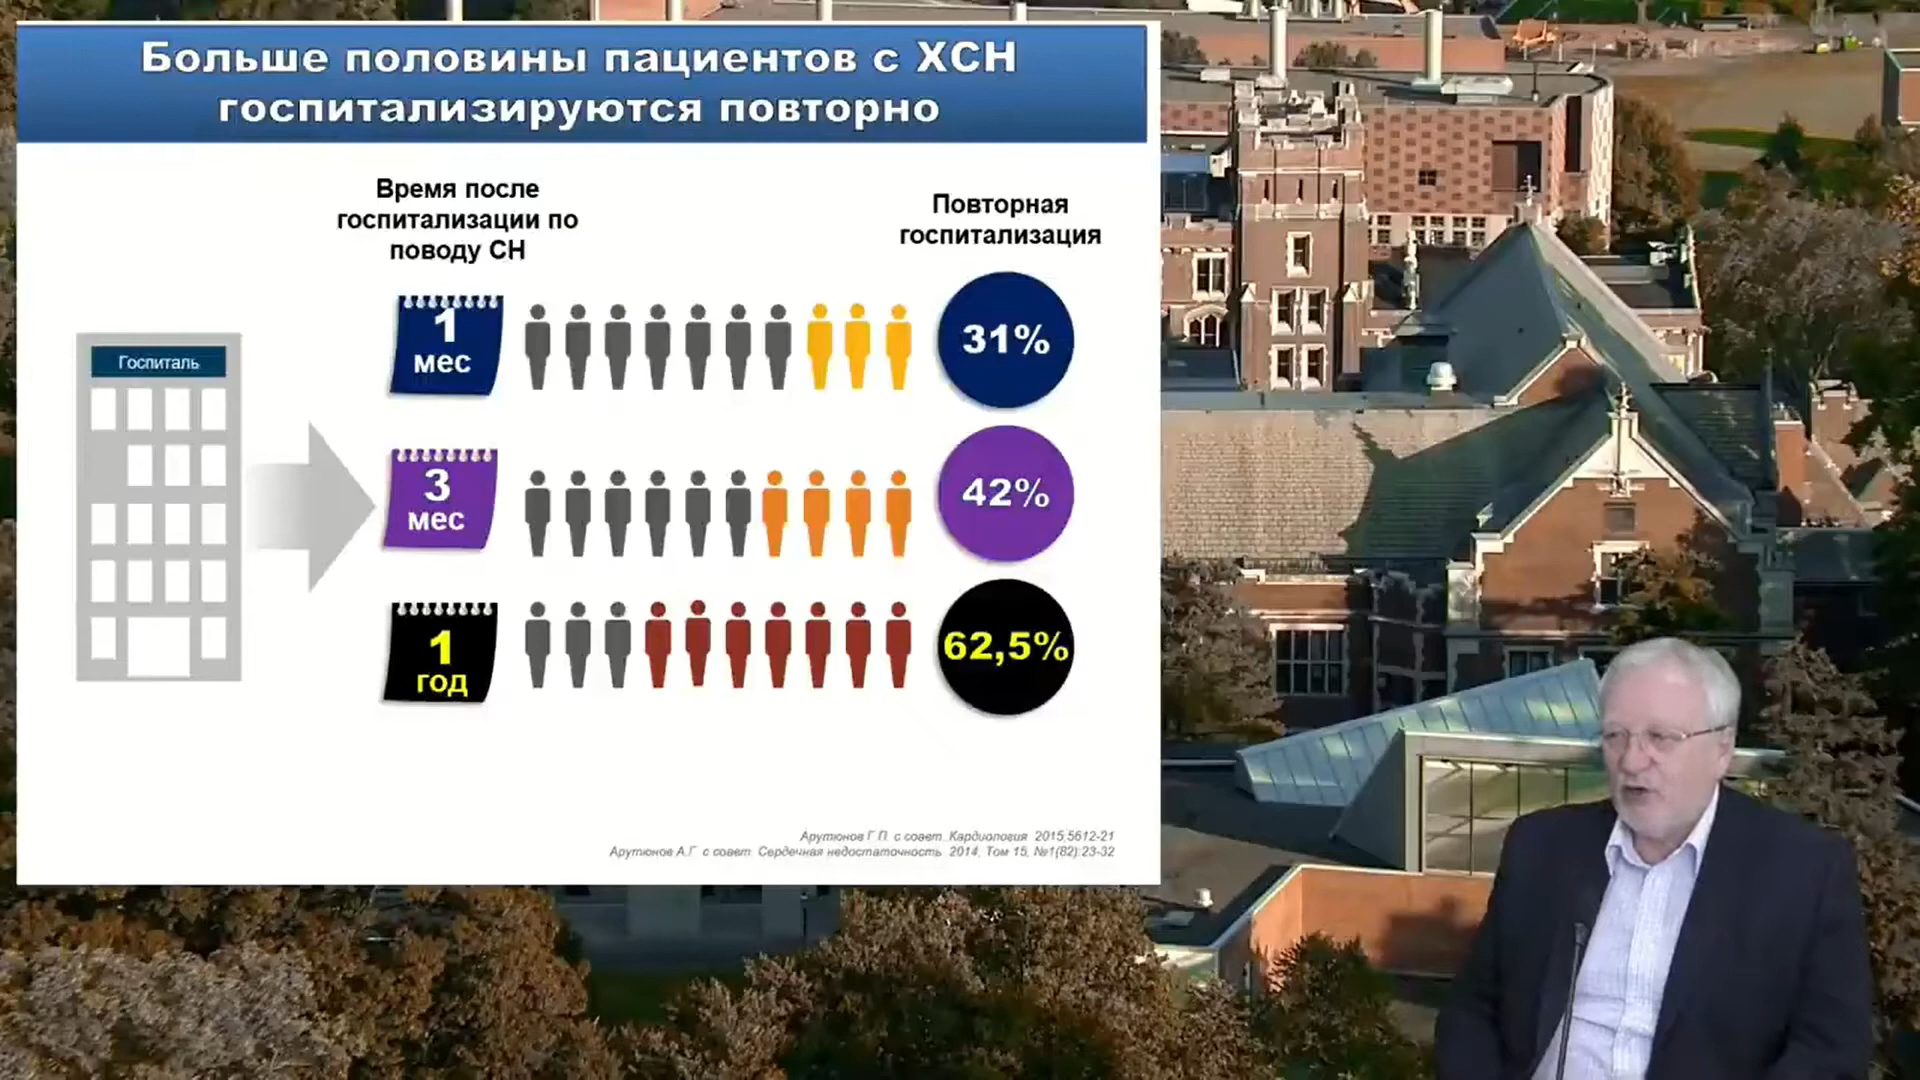 Больше половины пациентов с ХСН
госпитализируются повторно
Время после
госпитализации по
поводу СН
Повторная
госпитализация
Госпиталь
1
мес
31%
3
мес
42%
1
год
62,5%
Арутюнов Г.П. с соавт. Кардиология 2015;5612-21
Арутюнов А.Г. с соавт. Сердечная недостаточность. 2014, Том 15, №1(82):23-32